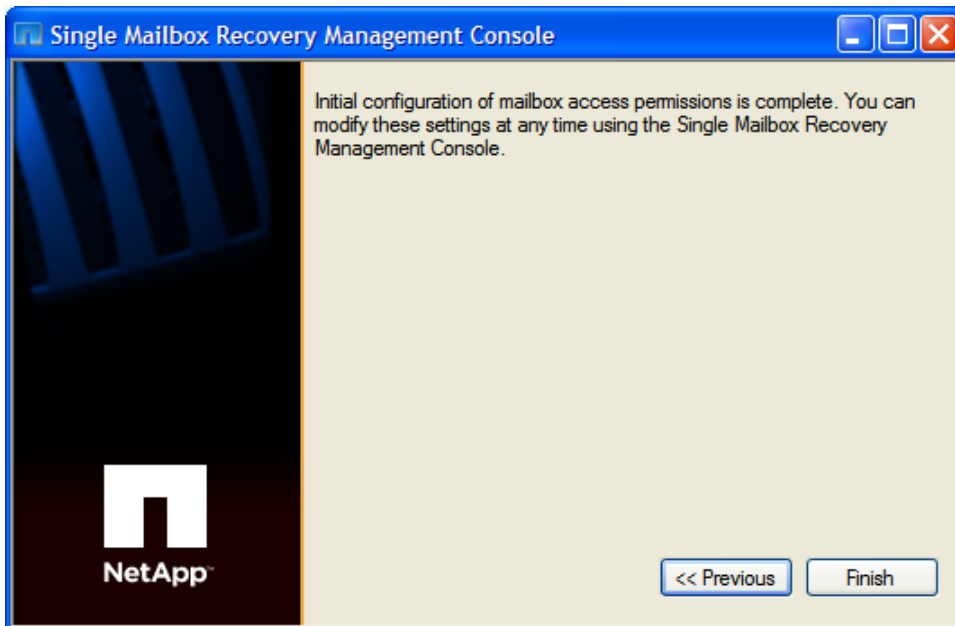 Single Mailbox Recovery Management Console
Initial configuration of mailbox access permissions is complete. You can
modify these settings at any time using the Single Mailbox Recovery
Management Console.
NetApp™
<< Previous
Finish